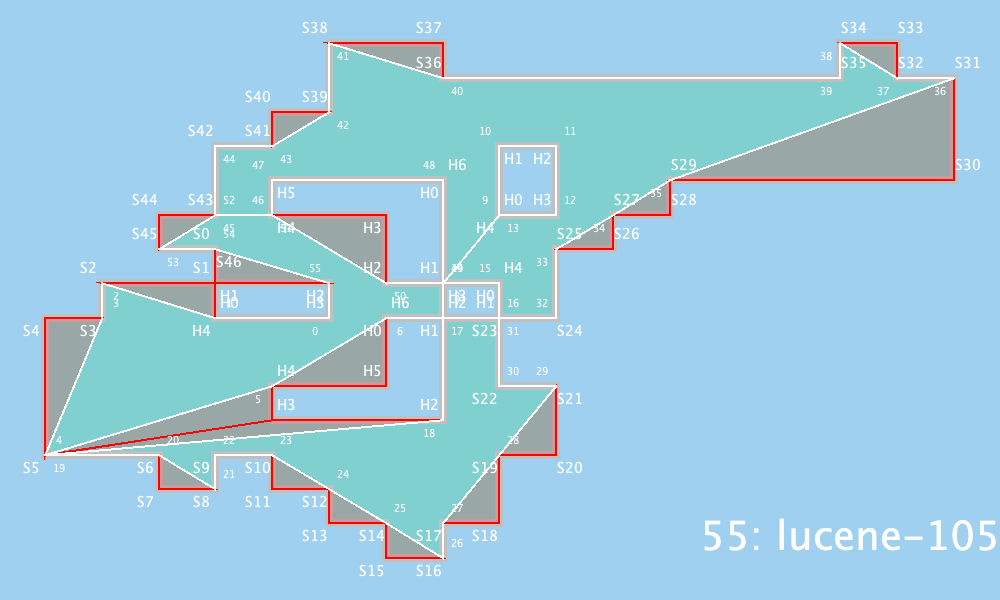 S38 S37 S34 S33
41 S36 38 S35 S32 S31
40 39 37 36
S40 S39
42
S42 S41 10 11
44 47 43 48 H6 H1 H2 S29 S30
S44 S43 52 46 H5 H0 9 H0 H3 12 S27 35 S28
S45 S0 45 54 H4 H3 H4 13 S25 34 S26
53 S1 S46 55 H2 H1 49 15 H4 33
S2
2 H1 H2 50 H3 H0
3 H0 H3 H6 H2 H1 16 32
S4 S3 H4 0 H0 6 H1 17 S23 31 S24
H4 H5 30 29
5 H3 H2 S22 S21
4 20 22 23 18 28
S5 19 S6 S9 21 S10 24 S19 S20
S7 S8 S11 S12 25 27
S13 S14 S17 26 S18
S15 S16
55: lucene-105